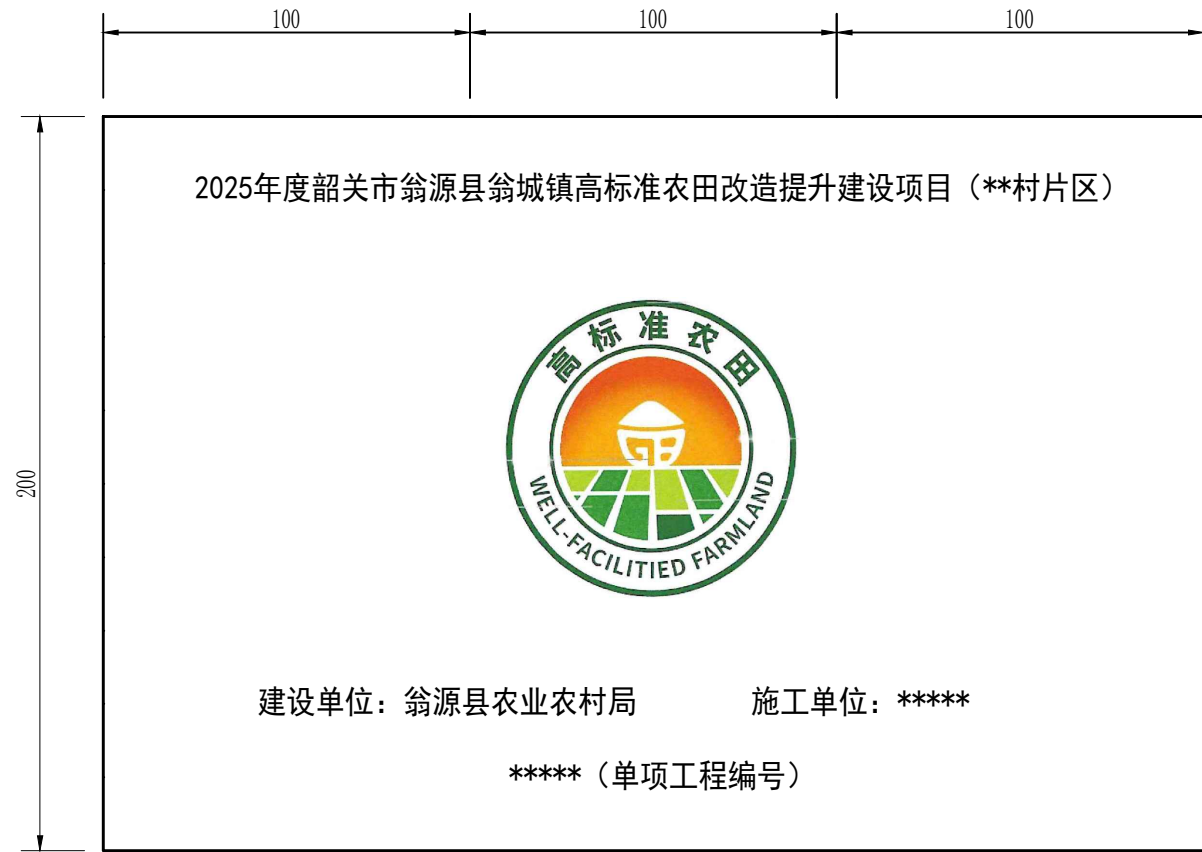 100 100 100
2025年度韶关市翁源县翁城镇高标准农田改造提升建设项目（**村片区）
高标准农田
WELL-FACILITIED FARMLAND
200
建设单位：翁源县农业农村局 施工单位：*****
*****（单项工程编号）